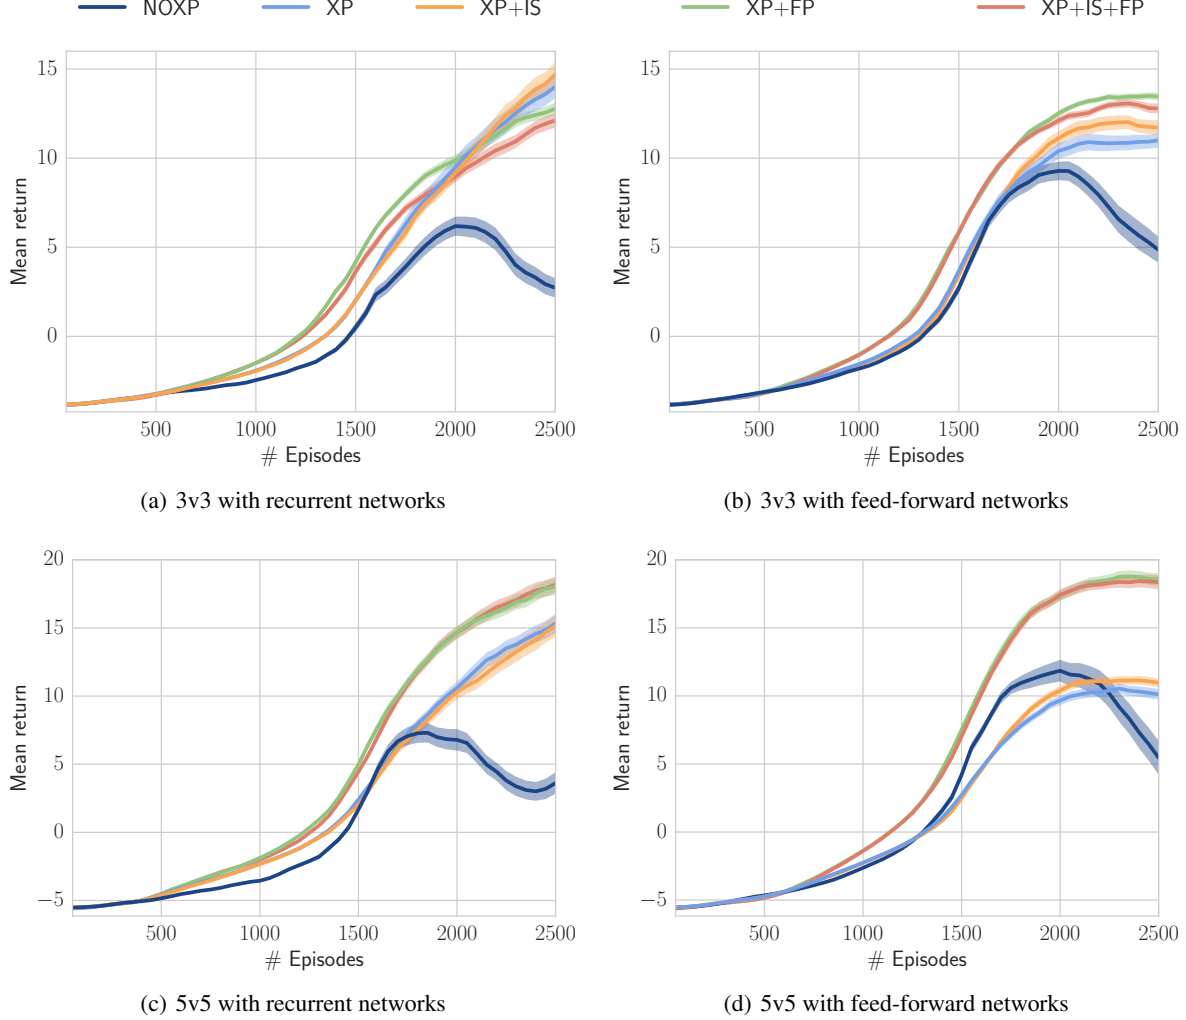 NOXP XP XP+IS XP+FP XP+IS+FP
15
10
5
0
Mean return
500 1000 1500 2000 2500
# Episodes
(a) 3v3 with recurrent networks
15
10
5
0
Mean return
500 1000 1500 2000 2500
# Episodes
(b) 3v3 with feed-forward networks
20
15
10
5
0
−5
Mean return
500 1000 1500 2000 2500
# Episodes
(c) 5v5 with recurrent networks
20
15
10
5
0
−5
Mean return
500 1000 1500 2000 2500
# Episodes
(d) 5v5 with feed-forward networks